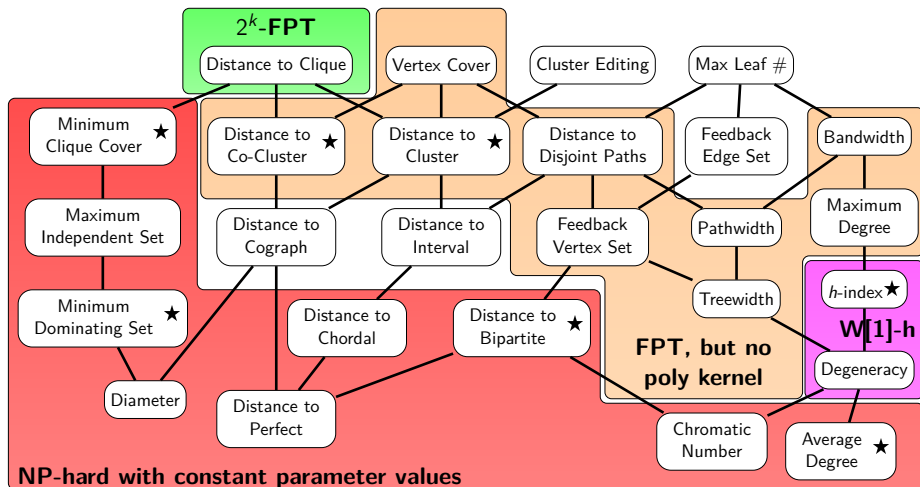 2^k-FPT
Distance to Clique
Vertex Cover
Cluster Editing
Max Leaf #
Minimum
Clique Cover ★
Distance to
Co-Cluster ★
Distance to
Cluster ★
Distance to
Disjoint Paths
Feedback
Edge Set
Bandwidth
Maximum
Independent Set
Distance to
Cograph
Distance to
Interval
Feedback
Vertex Set
Pathwidth
Maximum
Degree
Minimum
Dominating Set ★
Distance to
Chordal
Distance to
Bipartite ★
Treewidth
h-index ★
W[1]-h
FPT, but no
poly kernel
Diameter
Distance to
Perfect
Degeneracy
Chromatic
Number
Average
Degree ★
NP-hard with constant parameter values